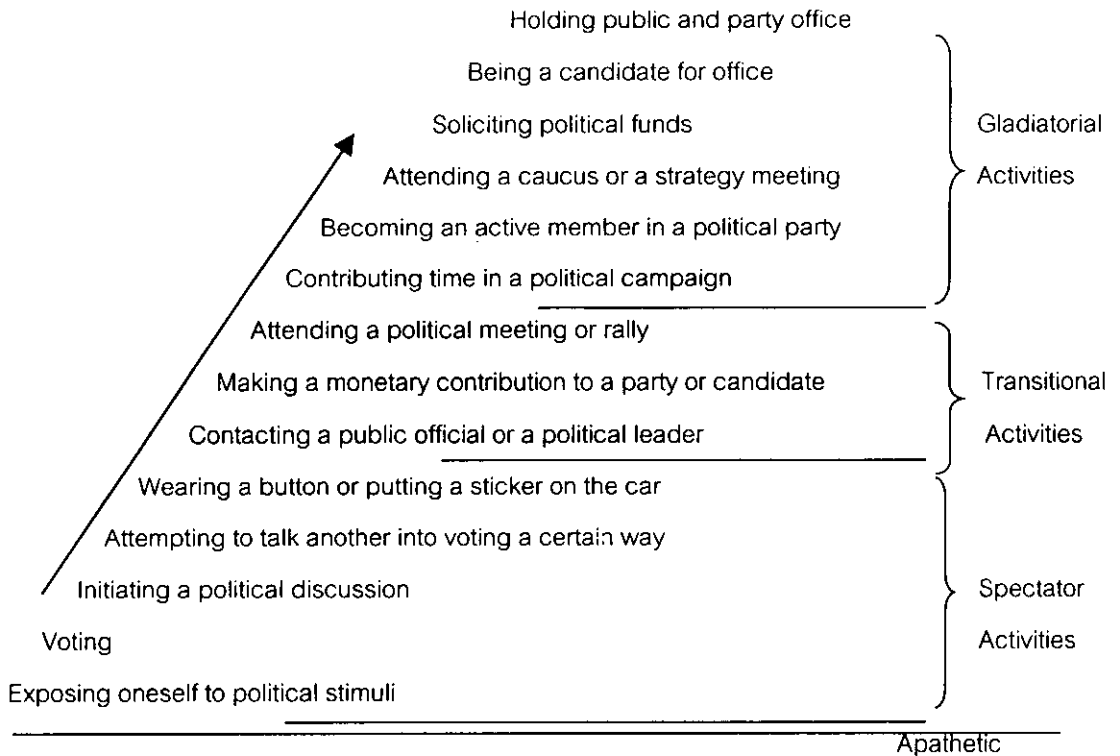 Holding public and party office
Being a candidate for office
Soliciting political funds
Gladiatorial
Attending a caucus or a strategy meeting
Activities
Becoming an active member in a political party
Contributing time in a political campaign
Attending a political meeting or rally
Making a monetary contribution to a party or candidate
Transitional
Contacting a public official or a political leader
Activities
Wearing a button or putting a sticker on the car
Attempting to talk another into voting a certain way
Initiating a political discussion
Spectator
Voting
Activities
Exposing oneself to political stimuli
Apathetic